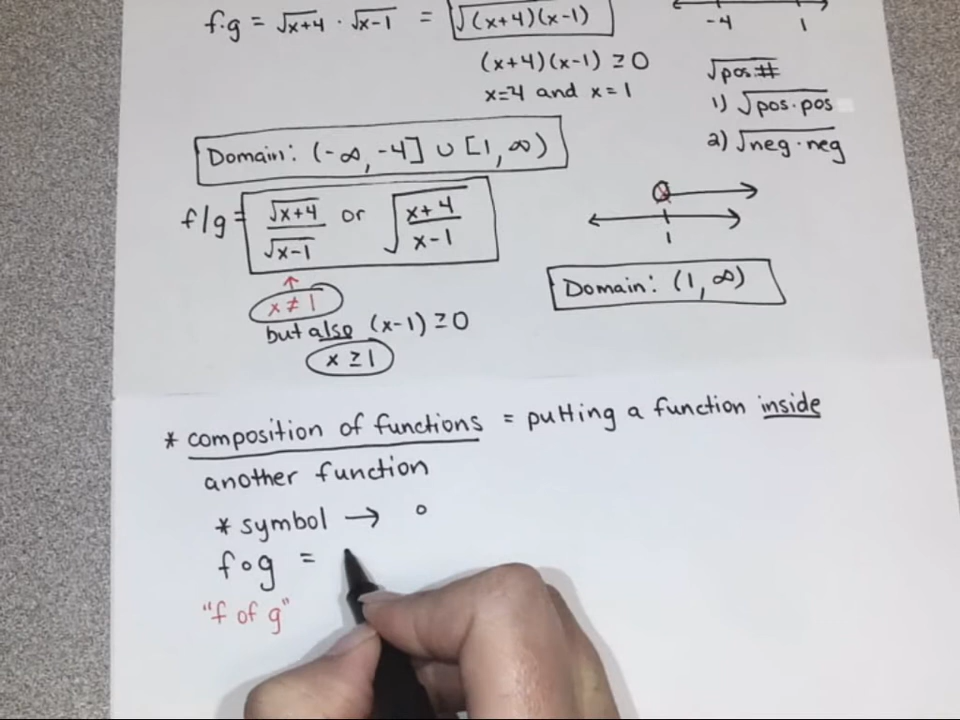 f·g = √x+4 · √x-1 = √(x+4)(x-1)
-4 1
(x+4)(x-1) ≥ 0
x=-4 and x=1
√pos.#
1) √pos·pos
2) √neg·neg
Domain: (-∞, -4] ∪ [1, ∞)
f/g = √x+4 / √x-1 or √(x+4 / x-1)
1
x ≠ 1
but also (x-1) ≥ 0
x ≥ 1
Domain: (1, ∞)
* composition of functions = putting a function inside
another function
* symbol → ∘
f∘g =
"f of g"